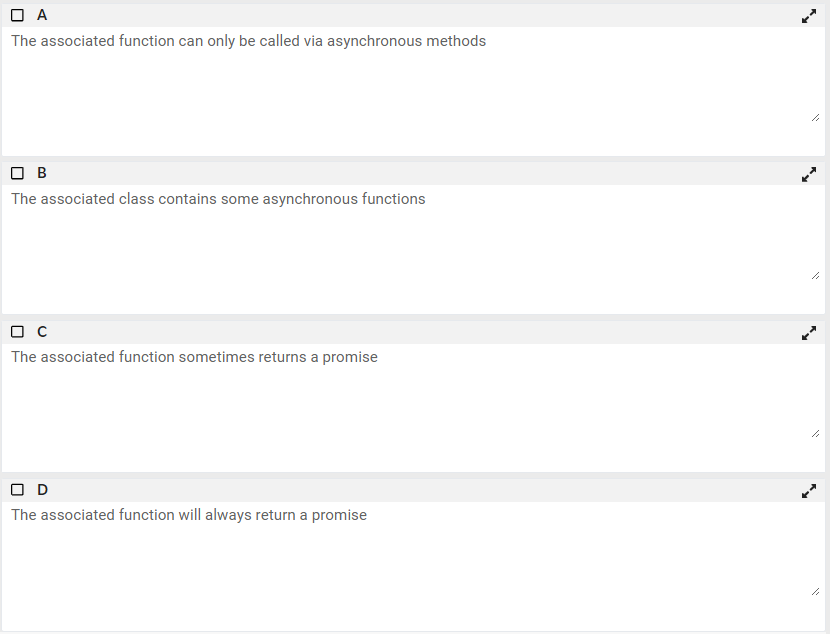 A
The associated function can only be called via asynchronous methods
B
The associated class contains some asynchronous functions
C
The associated function sometimes returns a promise
D
The associated function will always return a promise